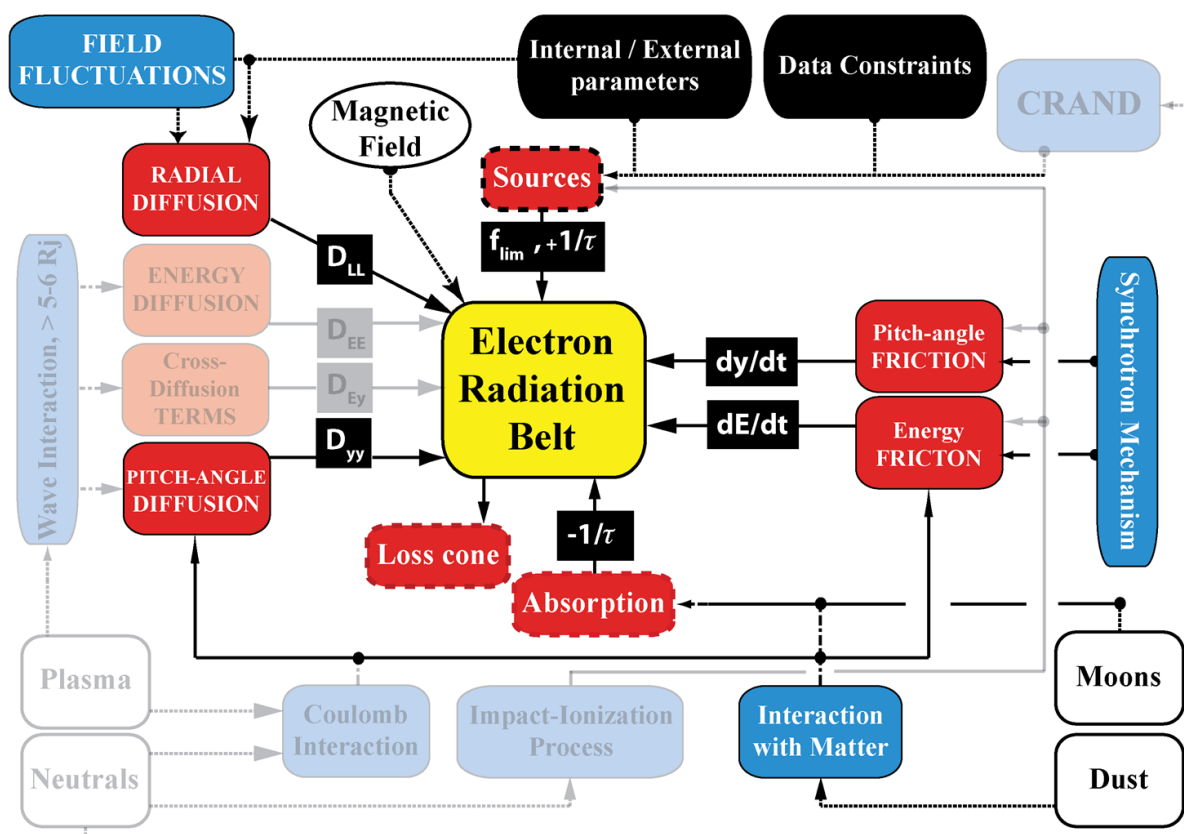 FIELD
FLUCTUATIONS
Internal / External
parameters
Data Constraints
CRAND
Magnetic
Field
RADIAL
DIFFUSION
Sources
f_lim , +1/τ
D_LL
Wave Interaction, > 5-6 Rj
ENERGY
DIFFUSION
D_EE
Cross-
Diffusion
TERMS
D_Ey
PITCH-ANGLE
DIFFUSION
D_yy
Electron
Radiation
Belt
dy/dt
dE/dt
Pitch-angle
FRICTION
Energy
FRICTON
Synchrotron Mechanism
Loss cone
-1/τ
Absorption
Plasma
Neutrals
Coulomb
Interaction
Impact-Ionization
Process
Interaction
with Matter
Moons
Dust